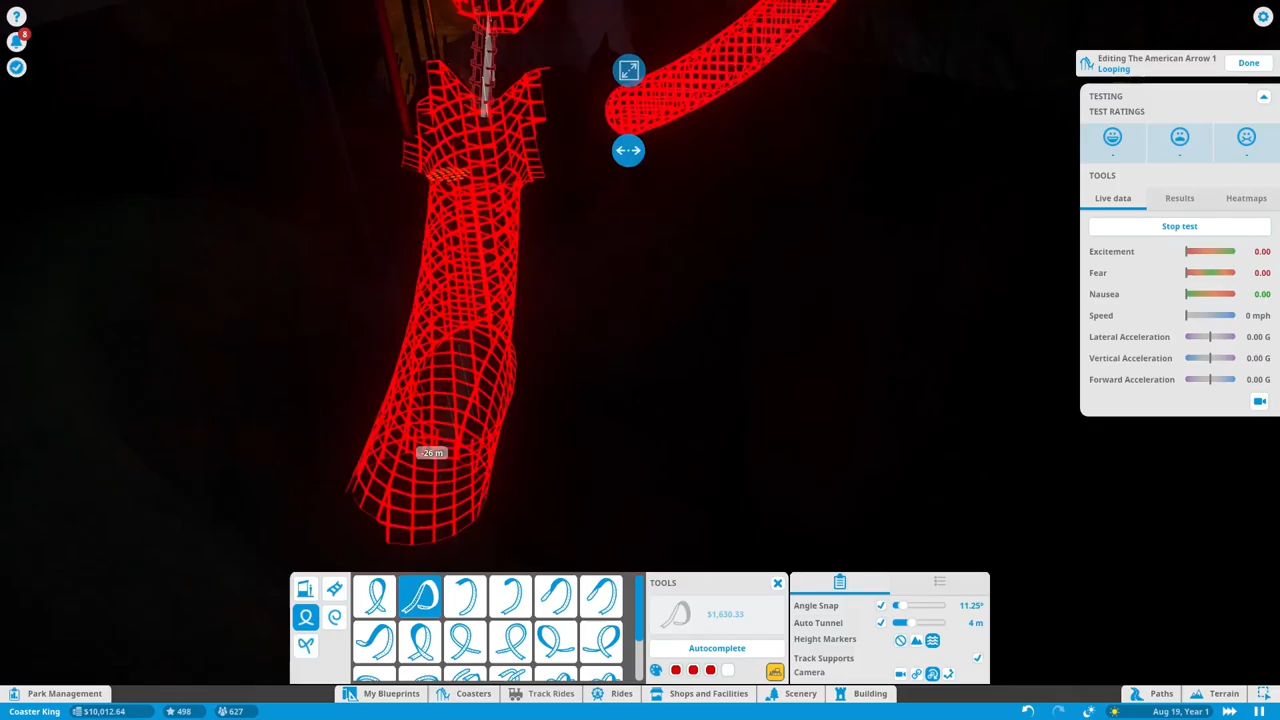 ?
8
Editing The American Arrow 1
Looping
Done
TESTING
TEST RATINGS
- - -
TOOLS
Live data Results Heatmaps
Stop test
Excitement 0.00
Fear 0.00
Nausea 0.00
Speed 0 mph
Lateral Acceleration 0.00 G
Vertical Acceleration 0.00 G
Forward Acceleration 0.00 G
-26 m
TOOLS
$1,630.33
Autocomplete
Angle Snap 11.25°
Auto Tunnel 4 m
Height Markers
Track Supports
Camera
Park Management My Blueprints Coasters Track Rides Rides Shops and Facilities Scenery Building Paths Terrain
Coaster King $10,012.64 498 627 Aug 19, Year 1